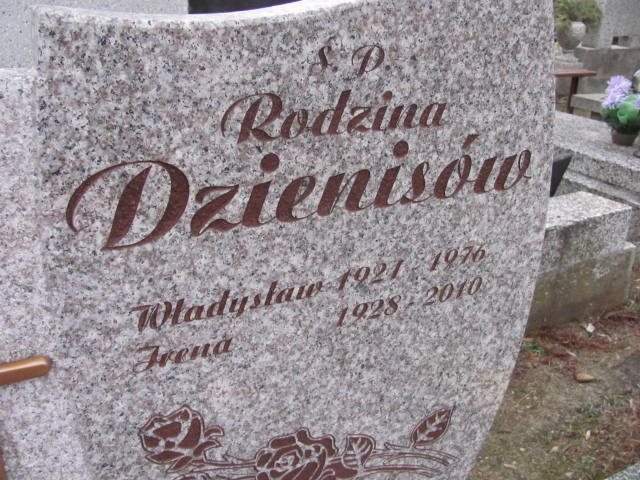 Ś. P.
Rodzina
Dzienisów
Władysław 1921 - 1976
Irena 1928 - 2010